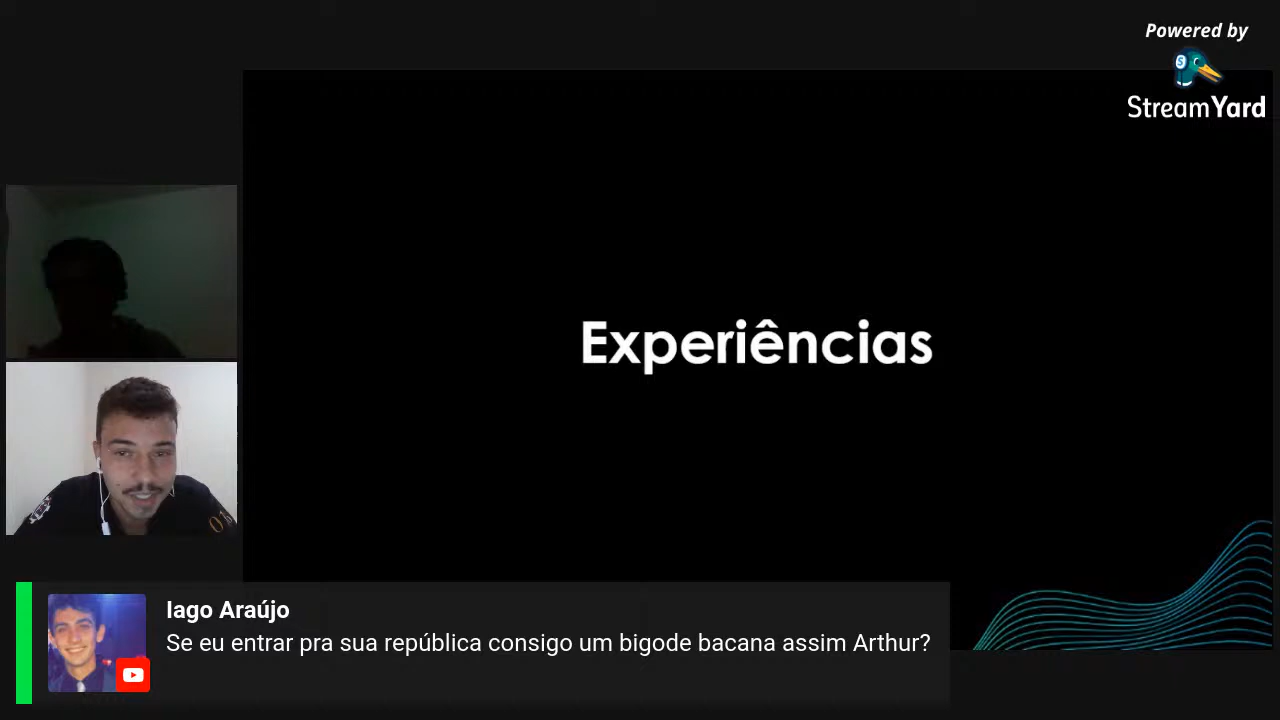 Powered by
StreamYard
Experiências
Iago Araújo
Se eu entrar pra sua república consigo um bigode bacana assim Arthur?